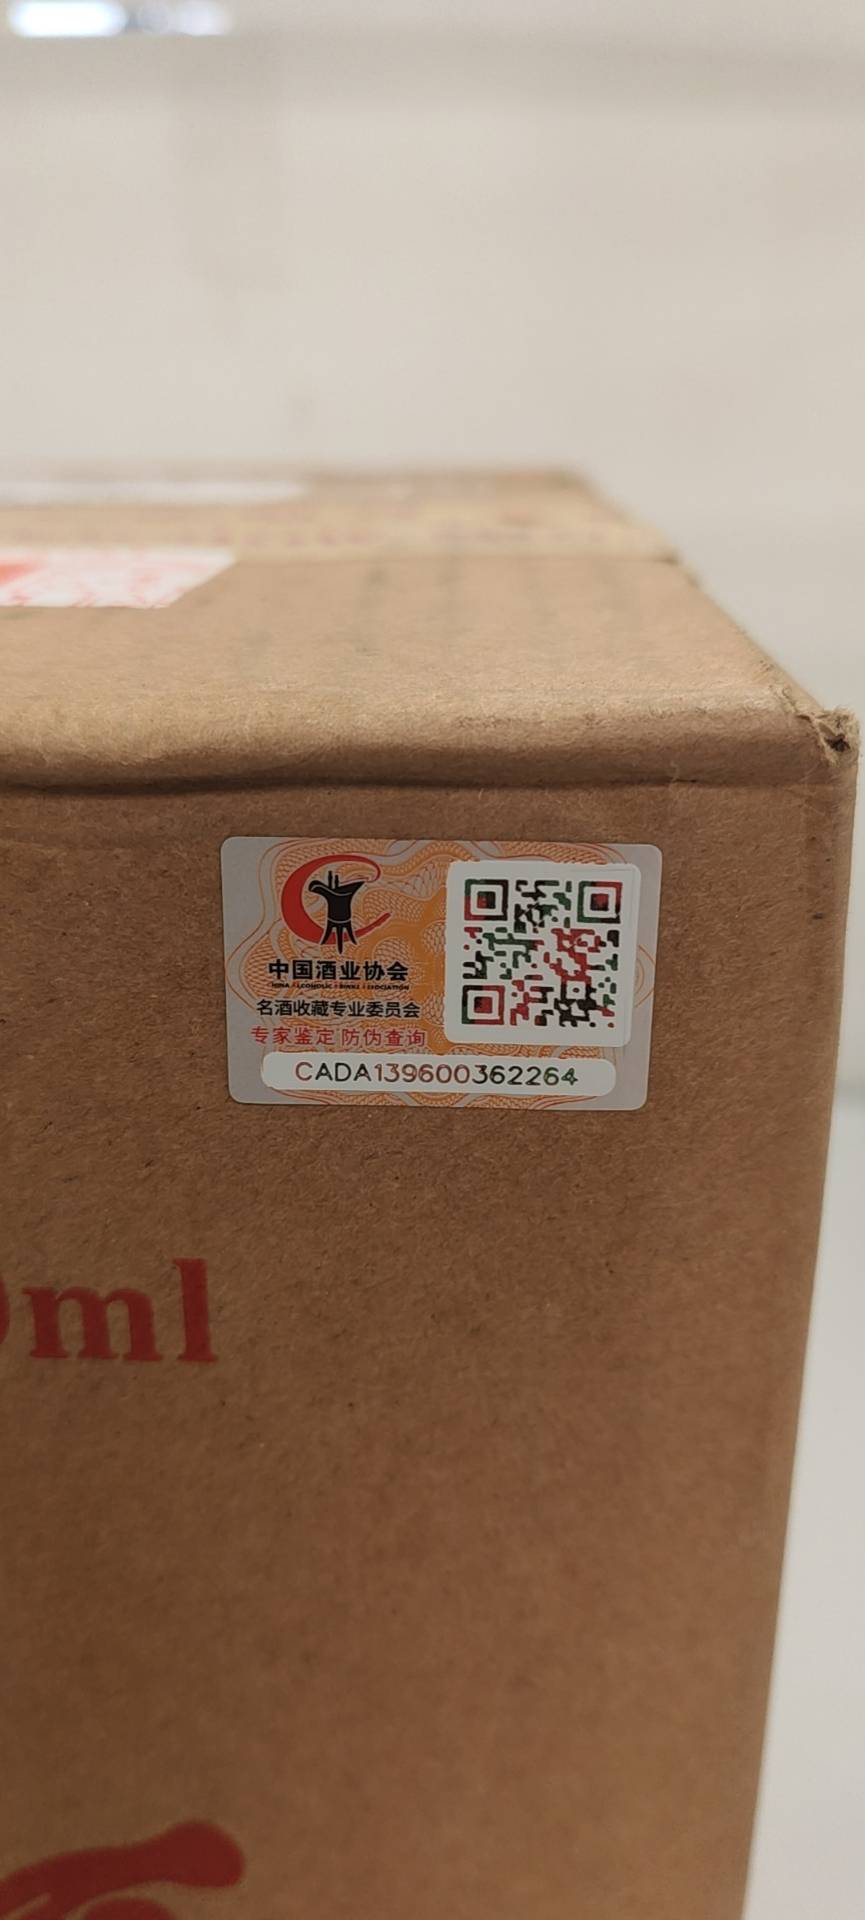 中国酒业协会
名酒收藏专业委员会
专家鉴定 防伪查询
CADA139600362264
ml